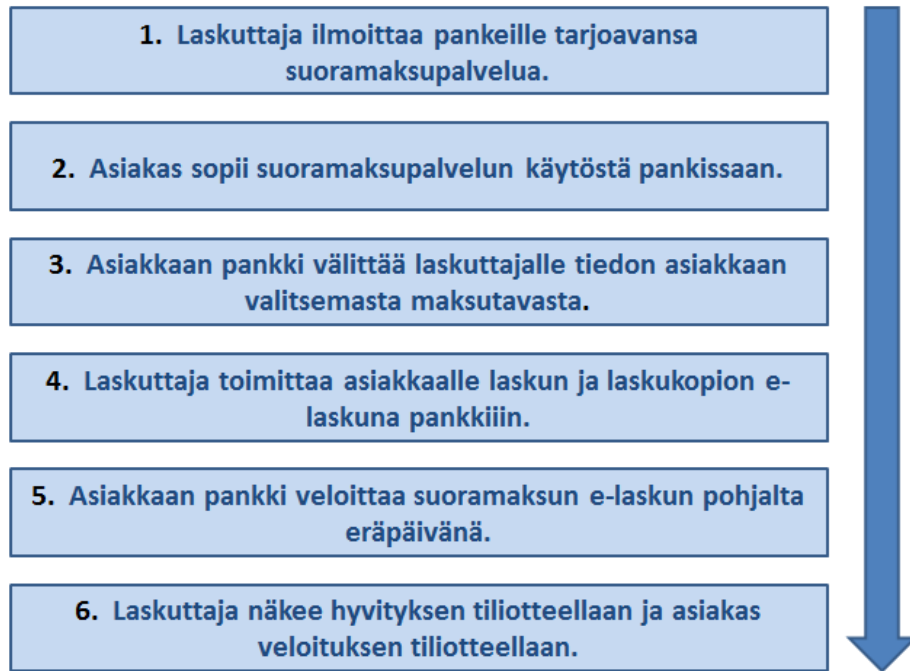 1. Laskuttaja ilmoittaa pankeille tarjoavansa
suoramaksupalvelua.
2. Asiakas sopii suoramaksupalvelun käytöstä pankissaan.
3. Asiakkaan pankki välittää laskuttajalle tiedon asiakkaan
valitsemasta maksutavasta.
4. Laskuttaja toimittaa asiakkaalle laskun ja laskukopion e-
laskuna pankkiiin.
5. Asiakkaan pankki veloittaa suoramaksun e-laskun pohjalta
eräpäivänä.
6. Laskuttaja näkee hyvityksen tiliotteellaan ja asiakas
veloituksen tiliotteellaan.